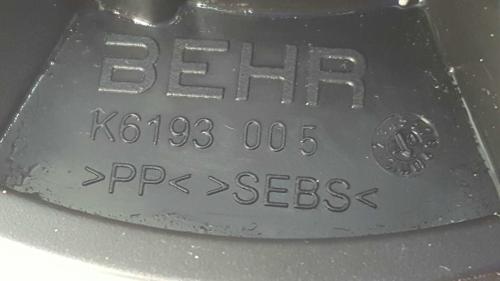 BEHR
K6193 005
>PP< >SEBS<